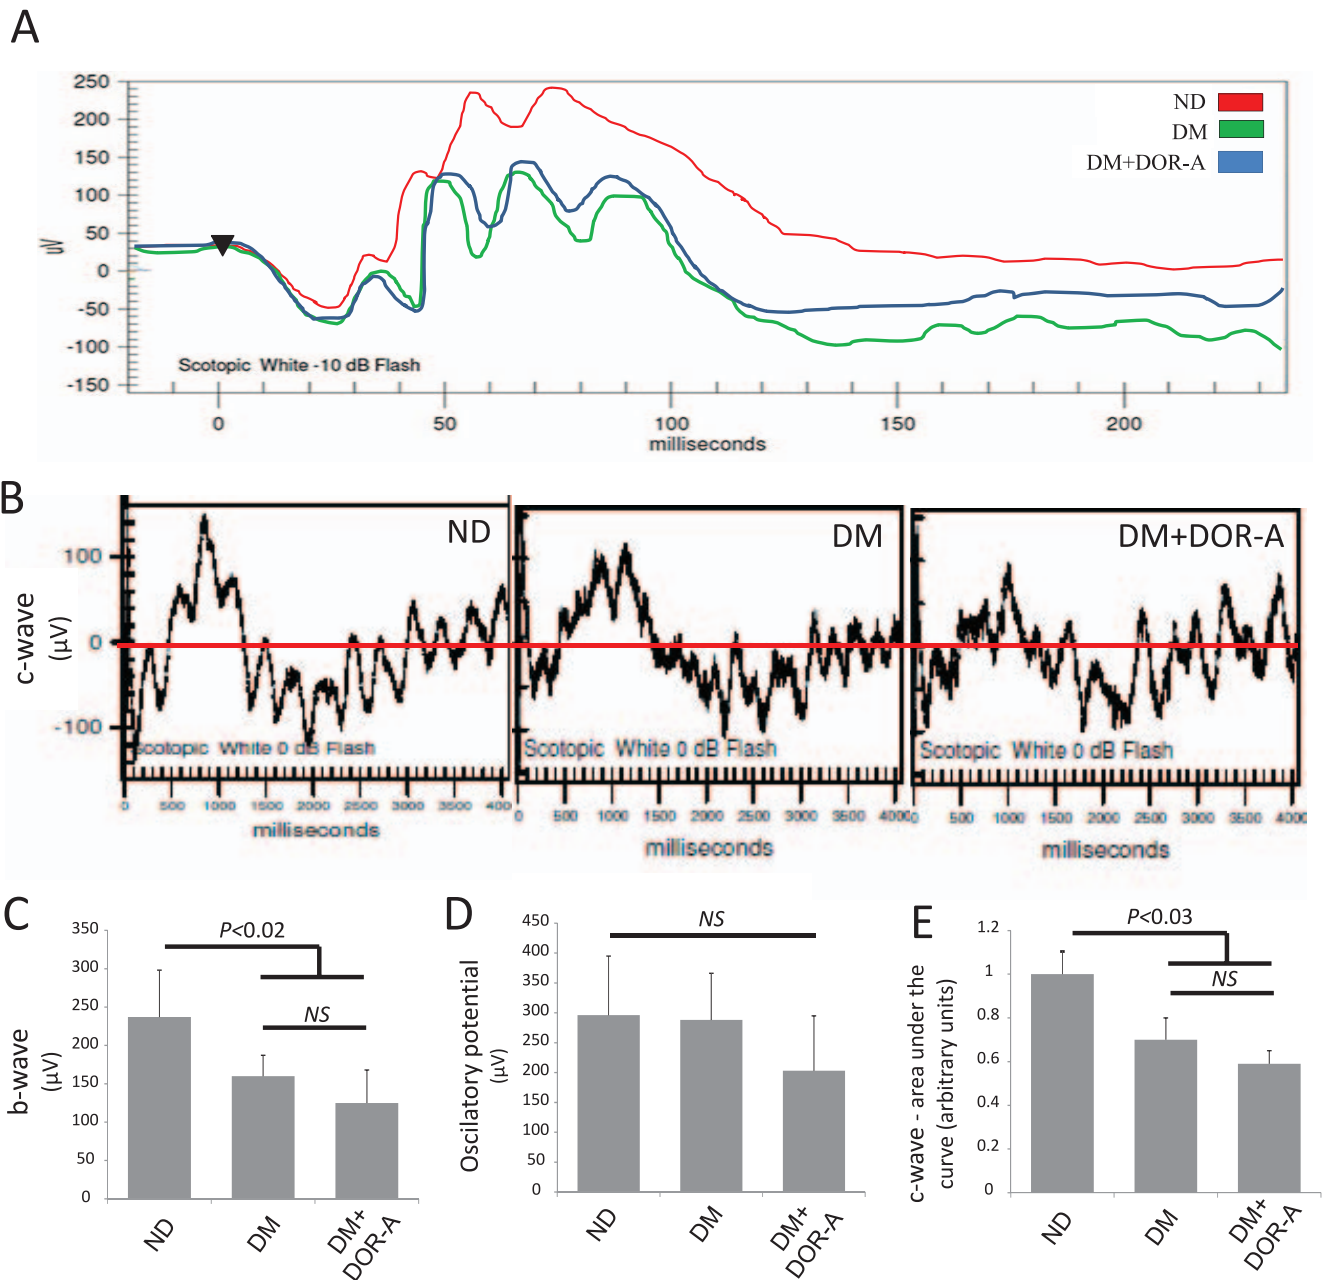 A
250
200
150
100
50
0
-50
-100
-150
µV
ND
DM
DM+DOR-A
Scotopic White -10 dB Flash
0 50 100 150 200
milliseconds
B
c-wave
(µV)
100
0
-100
ND
Scotopic White 0 dB Flash
0 500 1000 1500 2000 2500 3000 3500 400
milliseconds
DM
Scotopic White 0 dB Flash
0 500 1000 1500 2000 2500 3000 3500 4000
milliseconds
DM+DOR-A
Scotopic White 0 dB Flash
0 500 1000 1500 2000 2500 3000 3500 4000
milliseconds
C
b-wave
(µV)
350
300
250
200
150
100
50
0
P<0.02
NS
ND
DM
DM+
DOR-A
D
Oscilatory potential
(µV)
450
400
350
300
250
200
150
100
50
0
NS
ND
DM
DM+
DOR-A
E
c-wave - area under the
curve (arbitrary units)
1.2
1
0.8
0.6
0.4
0.2
0
P<0.03
NS
ND
DM
DM+
DOR-A